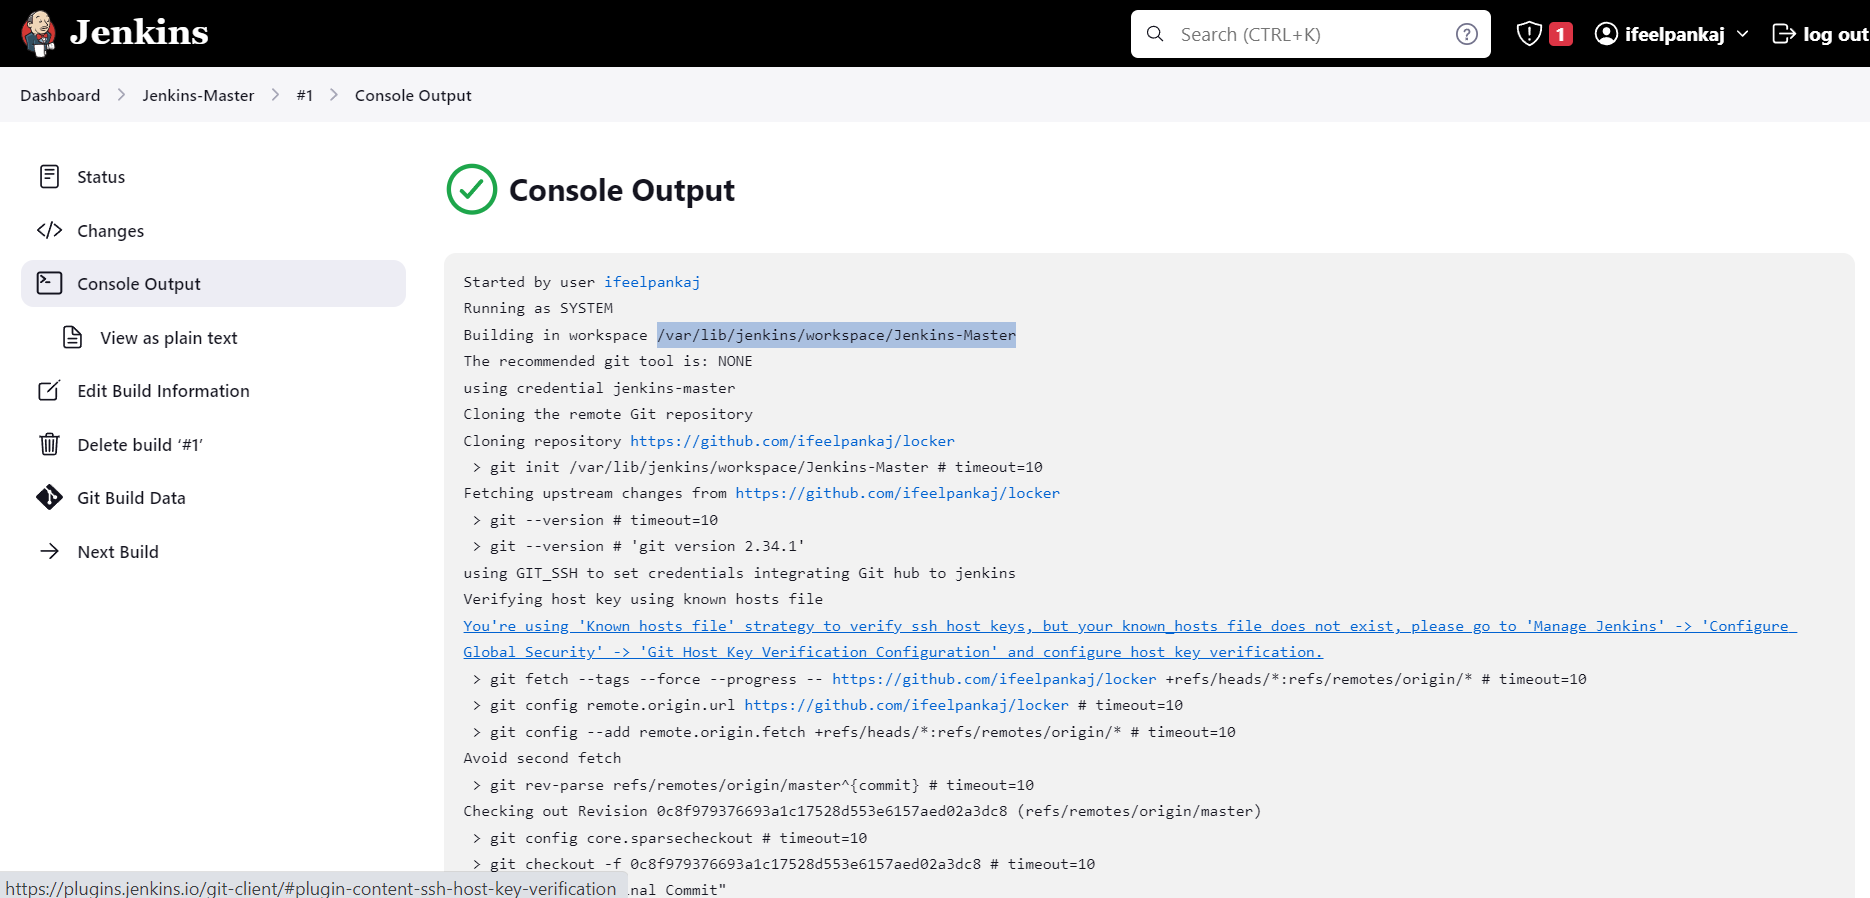 Jenkins
Search (CTRL+K)
?
1
ifeelpankaj
log out
Dashboard > Jenkins-Master > #1 > Console Output
Status
Changes
Console Output
View as plain text
Edit Build Information
Delete build ‘#1’
Git Build Data
Next Build
Console Output
Started by user ifeelpankaj
Running as SYSTEM
Building in workspace /var/lib/jenkins/workspace/Jenkins-Master
The recommended git tool is: NONE
using credential jenkins-master
Cloning the remote Git repository
Cloning repository https://github.com/ifeelpankaj/locker
> git init /var/lib/jenkins/workspace/Jenkins-Master # timeout=10
Fetching upstream changes from https://github.com/ifeelpankaj/locker
> git --version # timeout=10
> git --version # 'git version 2.34.1'
using GIT_SSH to set credentials integrating Git hub to jenkins
Verifying host key using known hosts file
You're using 'Known hosts file' strategy to verify ssh host keys, but your known_hosts file does not exist, please go to 'Manage Jenkins' -> 'Configure
Global Security' -> 'Git Host Key Verification Configuration' and configure host key verification.
> git fetch --tags --force --progress -- https://github.com/ifeelpankaj/locker +refs/heads/*:refs/remotes/origin/* # timeout=10
> git config remote.origin.url https://github.com/ifeelpankaj/locker # timeout=10
> git config --add remote.origin.fetch +refs/heads/*:refs/remotes/origin/* # timeout=10
Avoid second fetch
> git rev-parse refs/remotes/origin/master^{commit} # timeout=10
Checking out Revision 0c8f979376693a1c17528d553e6157aed02a3dc8 (refs/remotes/origin/master)
> git config core.sparsecheckout # timeout=10
> git checkout -f 0c8f979376693a1c17528d553e6157aed02a3dc8 # timeout=10
nal Commit"
https://plugins.jenkins.io/git-client/#plugin-content-ssh-host-key-verification